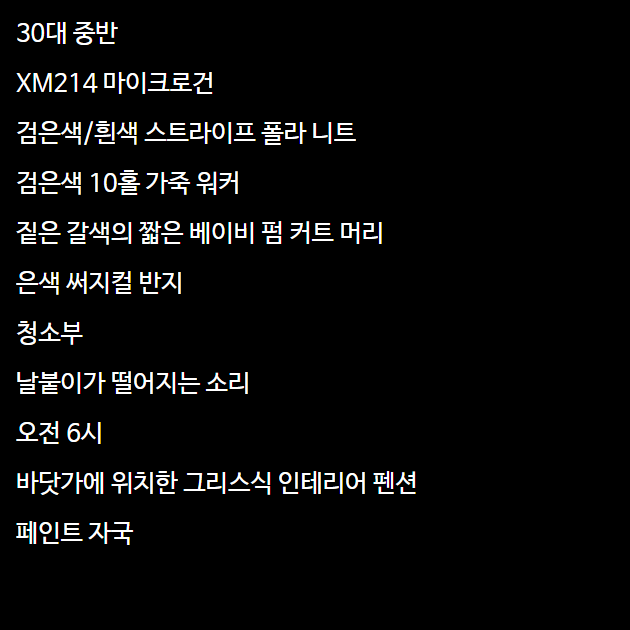 30대 중반
XM214 마이크로건
검은색/흰색 스트라이프 폴라 니트
검은색 10홀 가죽 워커
짙은 갈색의 짧은 베이비 펌 커트 머리
은색 써지컬 반지
청소부
날붙이가 떨어지는 소리
오전 6시
바닷가에 위치한 그리스식 인테리어 펜션
페인트 자국